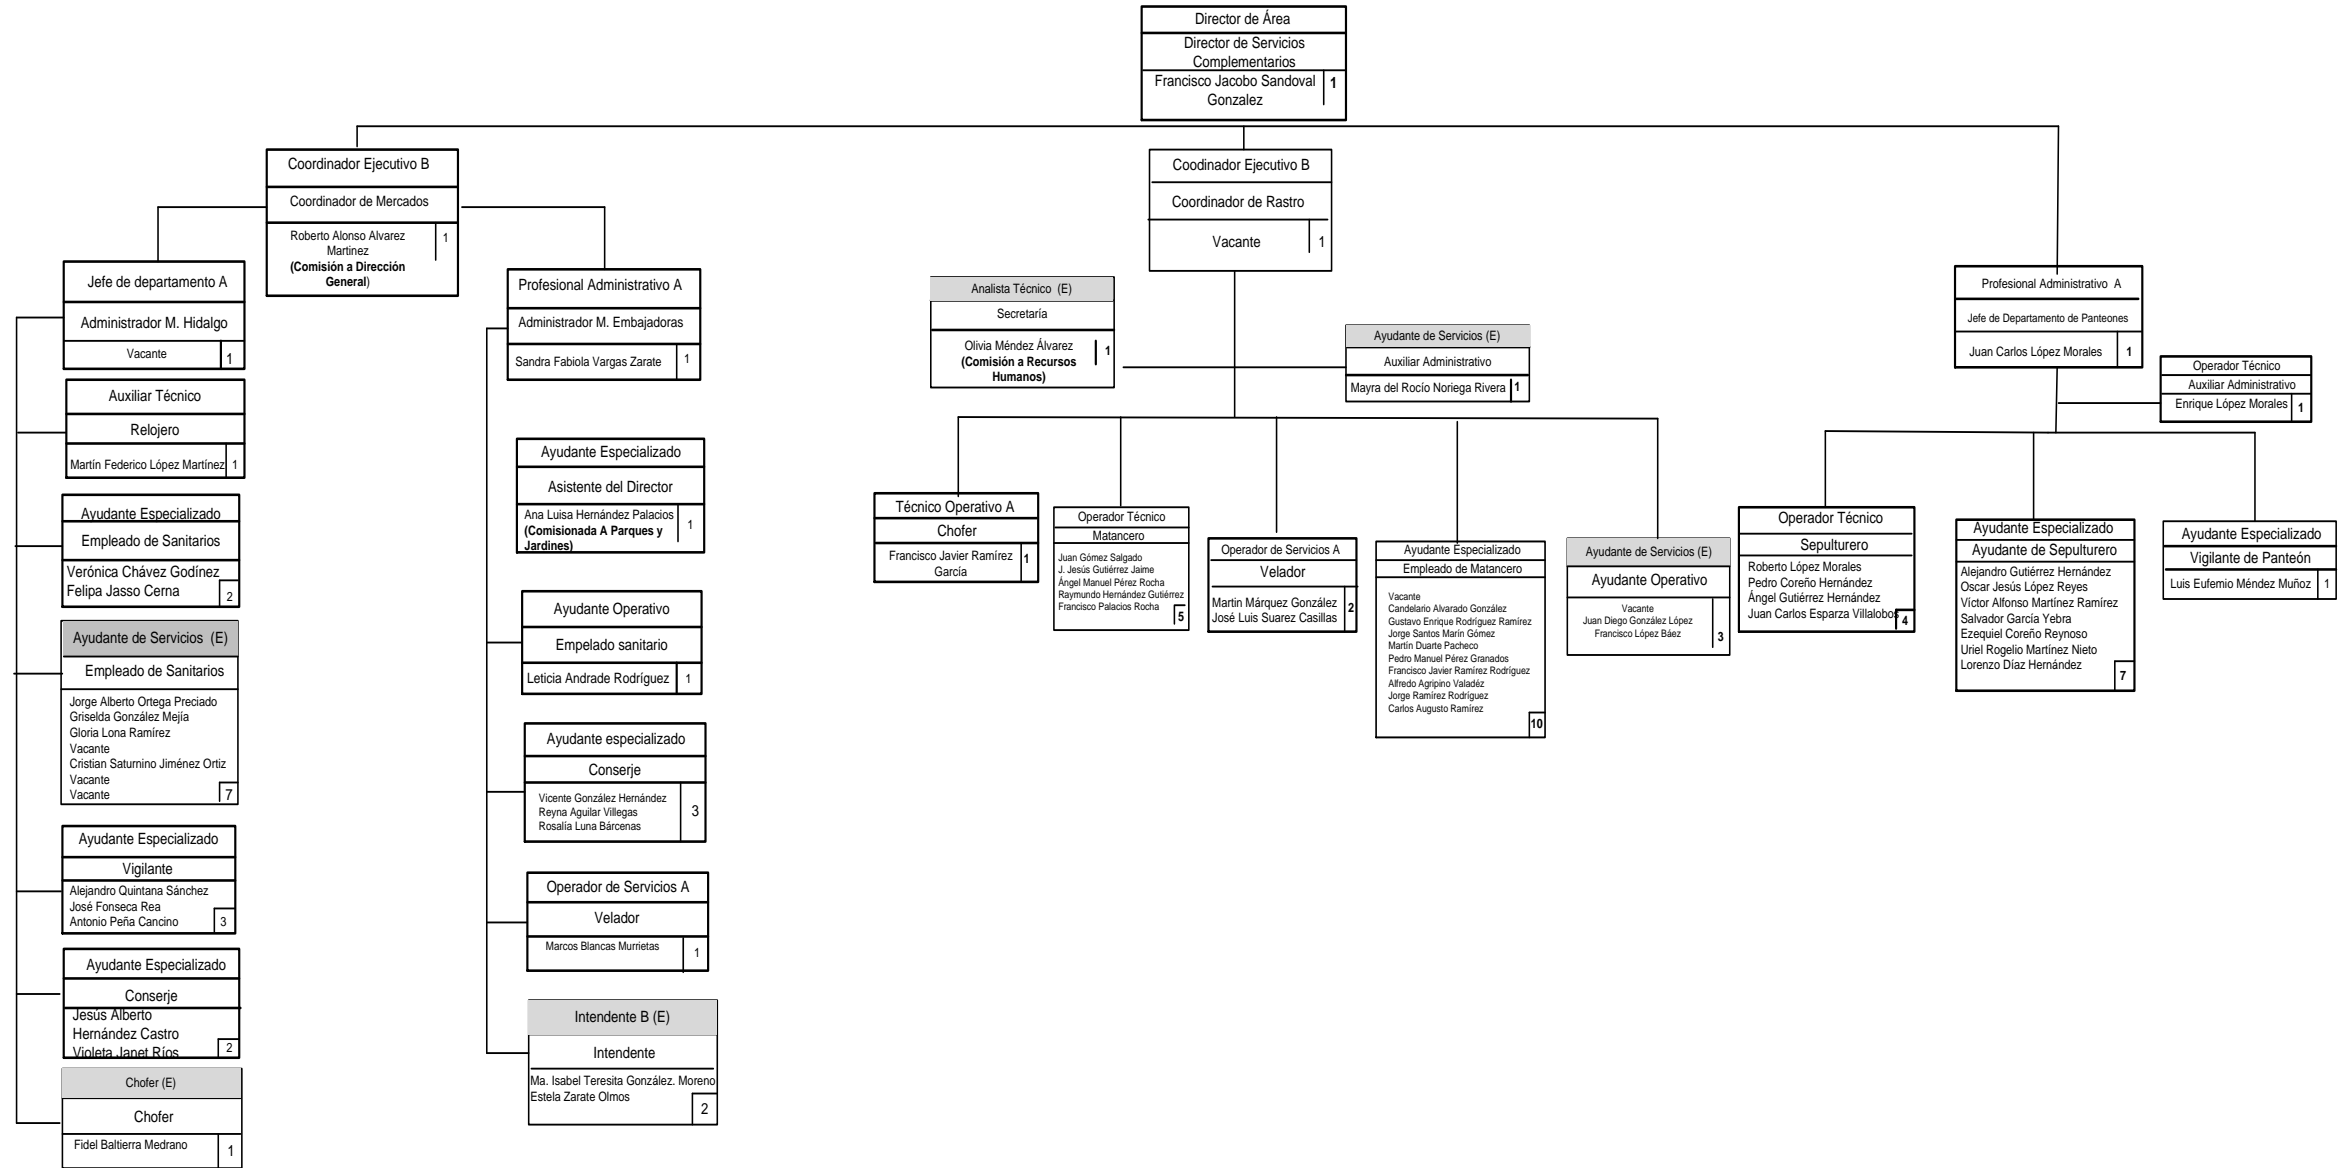 Director de Área
Director de Servicios
Complementarios
Francisco Jacobo Sandoval
Gonzalez
1
Coordinador Ejecutivo B
Coordinador de Mercados
Roberto Alonso Alvarez
Martinez
(Comisión a Dirección
General)
1
Jefe de departamento A
Administrador M. Hidalgo
Vacante
1
Auxiliar Técnico
Relojero
Martín Federico López Martínez
1
Ayudante Especializado
Empleado de Sanitarios
Verónica Chávez Godínez
Felipa Jasso Cerna
2
Ayudante de Servicios (E)
Empleado de Sanitarios
Jorge Alberto Ortega Preciado
Griselda González Mejía
Gloria Lona Ramírez
Vacante
Cristian Saturnino Jiménez Ortiz
Vacante
Vacante
7
Ayudante Especializado
Vigilante
Alejandro Quintana Sánchez
José Fonseca Rea
Antonio Peña Cancino
3
Ayudante Especializado
Conserje
Jesús Alberto
Hernández Castro
Violeta Janet Ríos
2
Chofer (E)
Chofer
Fidel Baltierra Medrano
1
Profesional Administrativo A
Administrador M. Embajadoras
Sandra Fabiola Vargas Zarate
1
Ayudante Especializado
Asistente del Director
Ana Luisa Hernández Palacios
(Comisionada A Parques y
Jardines)
1
Ayudante Operativo
Empelado sanitario
Leticia Andrade Rodríguez
1
Ayudante especializado
Conserje
Vicente González Hernández
Reyna Aguilar Villegas
Rosalía Luna Bárcenas
3
Operador de Servicios A
Velador
Marcos Blancas Murrietas
1
Intendente B (E)
Intendente
Ma. Isabel Teresita González. Moreno
Estela Zarate Olmos
2
Coodinador Ejecutivo B
Coordinador de Rastro
Vacante
1
Analista Técnico (E)
Secretaría
Olivia Méndez Álvarez
(Comisión a Recursos
Humanos)
1
Ayudante de Servicios (E)
Auxiliar Administrativo
Mayra del Rocío Noriega Rivera
1
Técnico Operativo A
Chofer
Francisco Javier Ramírez
García
1
Operador Técnico
Matancero
Juan Gómez Salgado
J. Jesús Gutiérrez Jaime
Ángel Manuel Pérez Rocha
Raymundo Hernández Gutiérrez
Francisco Palacios Rocha
5
Operador de Servicios A
Velador
Martin Márquez González
José Luis Suarez Casillas
2
Ayudante Especializado
Empleado de Matancero
Vacante
Candelario Alvarado González
Gustavo Enrique Rodríguez Ramírez
Jorge Santos Marín Gómez
Martín Duarte Pacheco
Pedro Manuel Pérez Granados
Francisco Javier Ramírez Rodríguez
Alfredo Agripino Valadéz
Jorge Ramírez Rodríguez
Carlos Augusto Ramírez
10
Ayudante de Servicios (E)
Ayudante Operativo
Vacante
Juan Diego González López
Francisco López Báez
3
Profesional Administrativo A
Jefe de Departamento de Panteones
Juan Carlos López Morales
1
Operador Técnico
Auxiliar Administrativo
Enrique López Morales
1
Operador Técnico
Sepulturero
Roberto López Morales
Pedro Coreño Hernández
Ángel Gutiérrez Hernández
Juan Carlos Esparza Villalobos
4
Ayudante Especializado
Ayudante de Sepulturero
Alejandro Gutiérrez Hernández
Oscar Jesús López Reyes
Víctor Alfonso Martínez Ramírez
Salvador García Yebra
Ezequiel Coreño Reynoso
Uriel Rogelio Martínez Nieto
Lorenzo Díaz Hernández
7
Ayudante Especializado
Vigilante de Panteón
Luis Eufemio Méndez Muñoz
1